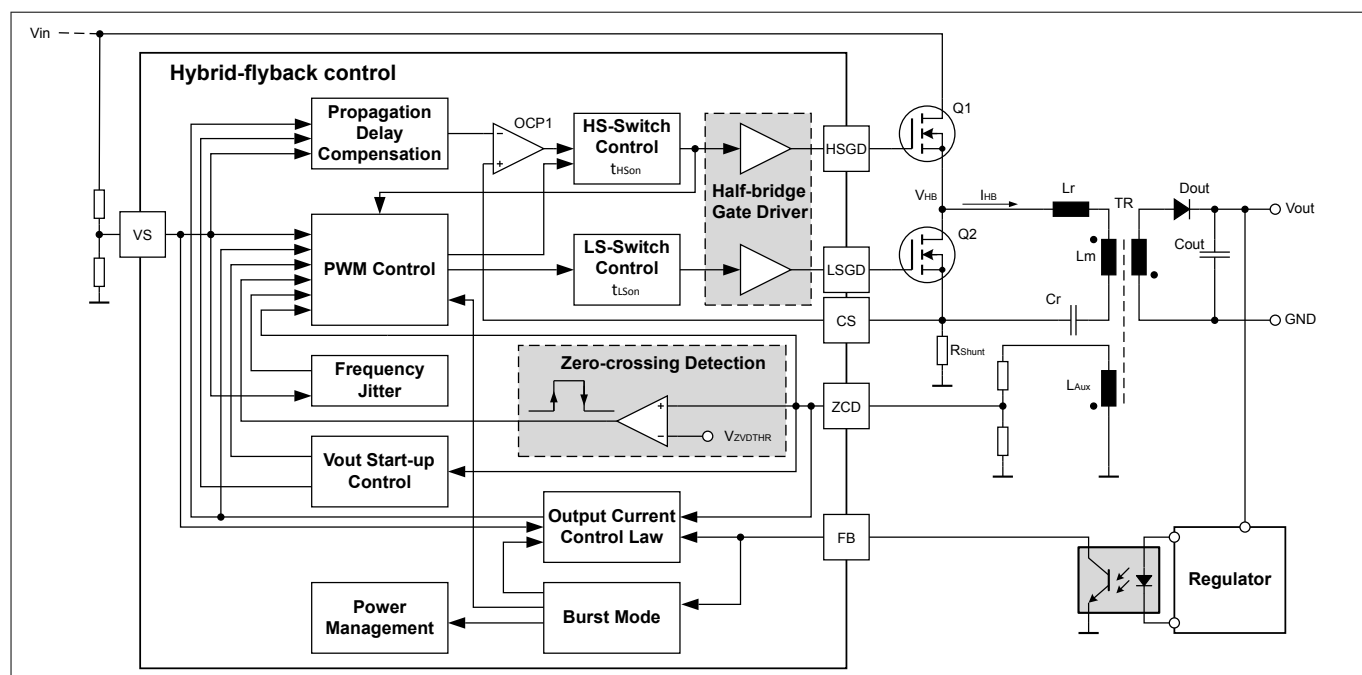 Vin
Hybrid-flyback control
Propagation
Delay
Compensation
OCP1
HS-Switch
Control
tHSon
HSGD
Q1
Half-bridge
Gate Driver
VHB
IHB
Lr
TR
Dout
Vout
VS
PWM Control
LS-Switch
Control
tLSon
LSGD
Q2
Lm
Cout
CS
Cr
GND
RShunt
Frequency
Jitter
Zero-crossing Detection
+
−
VZVDTHR
ZCD
LAux
Vout Start-up
Control
Output Current
Control Law
FB
Regulator
Power
Management
Burst Mode
−
+